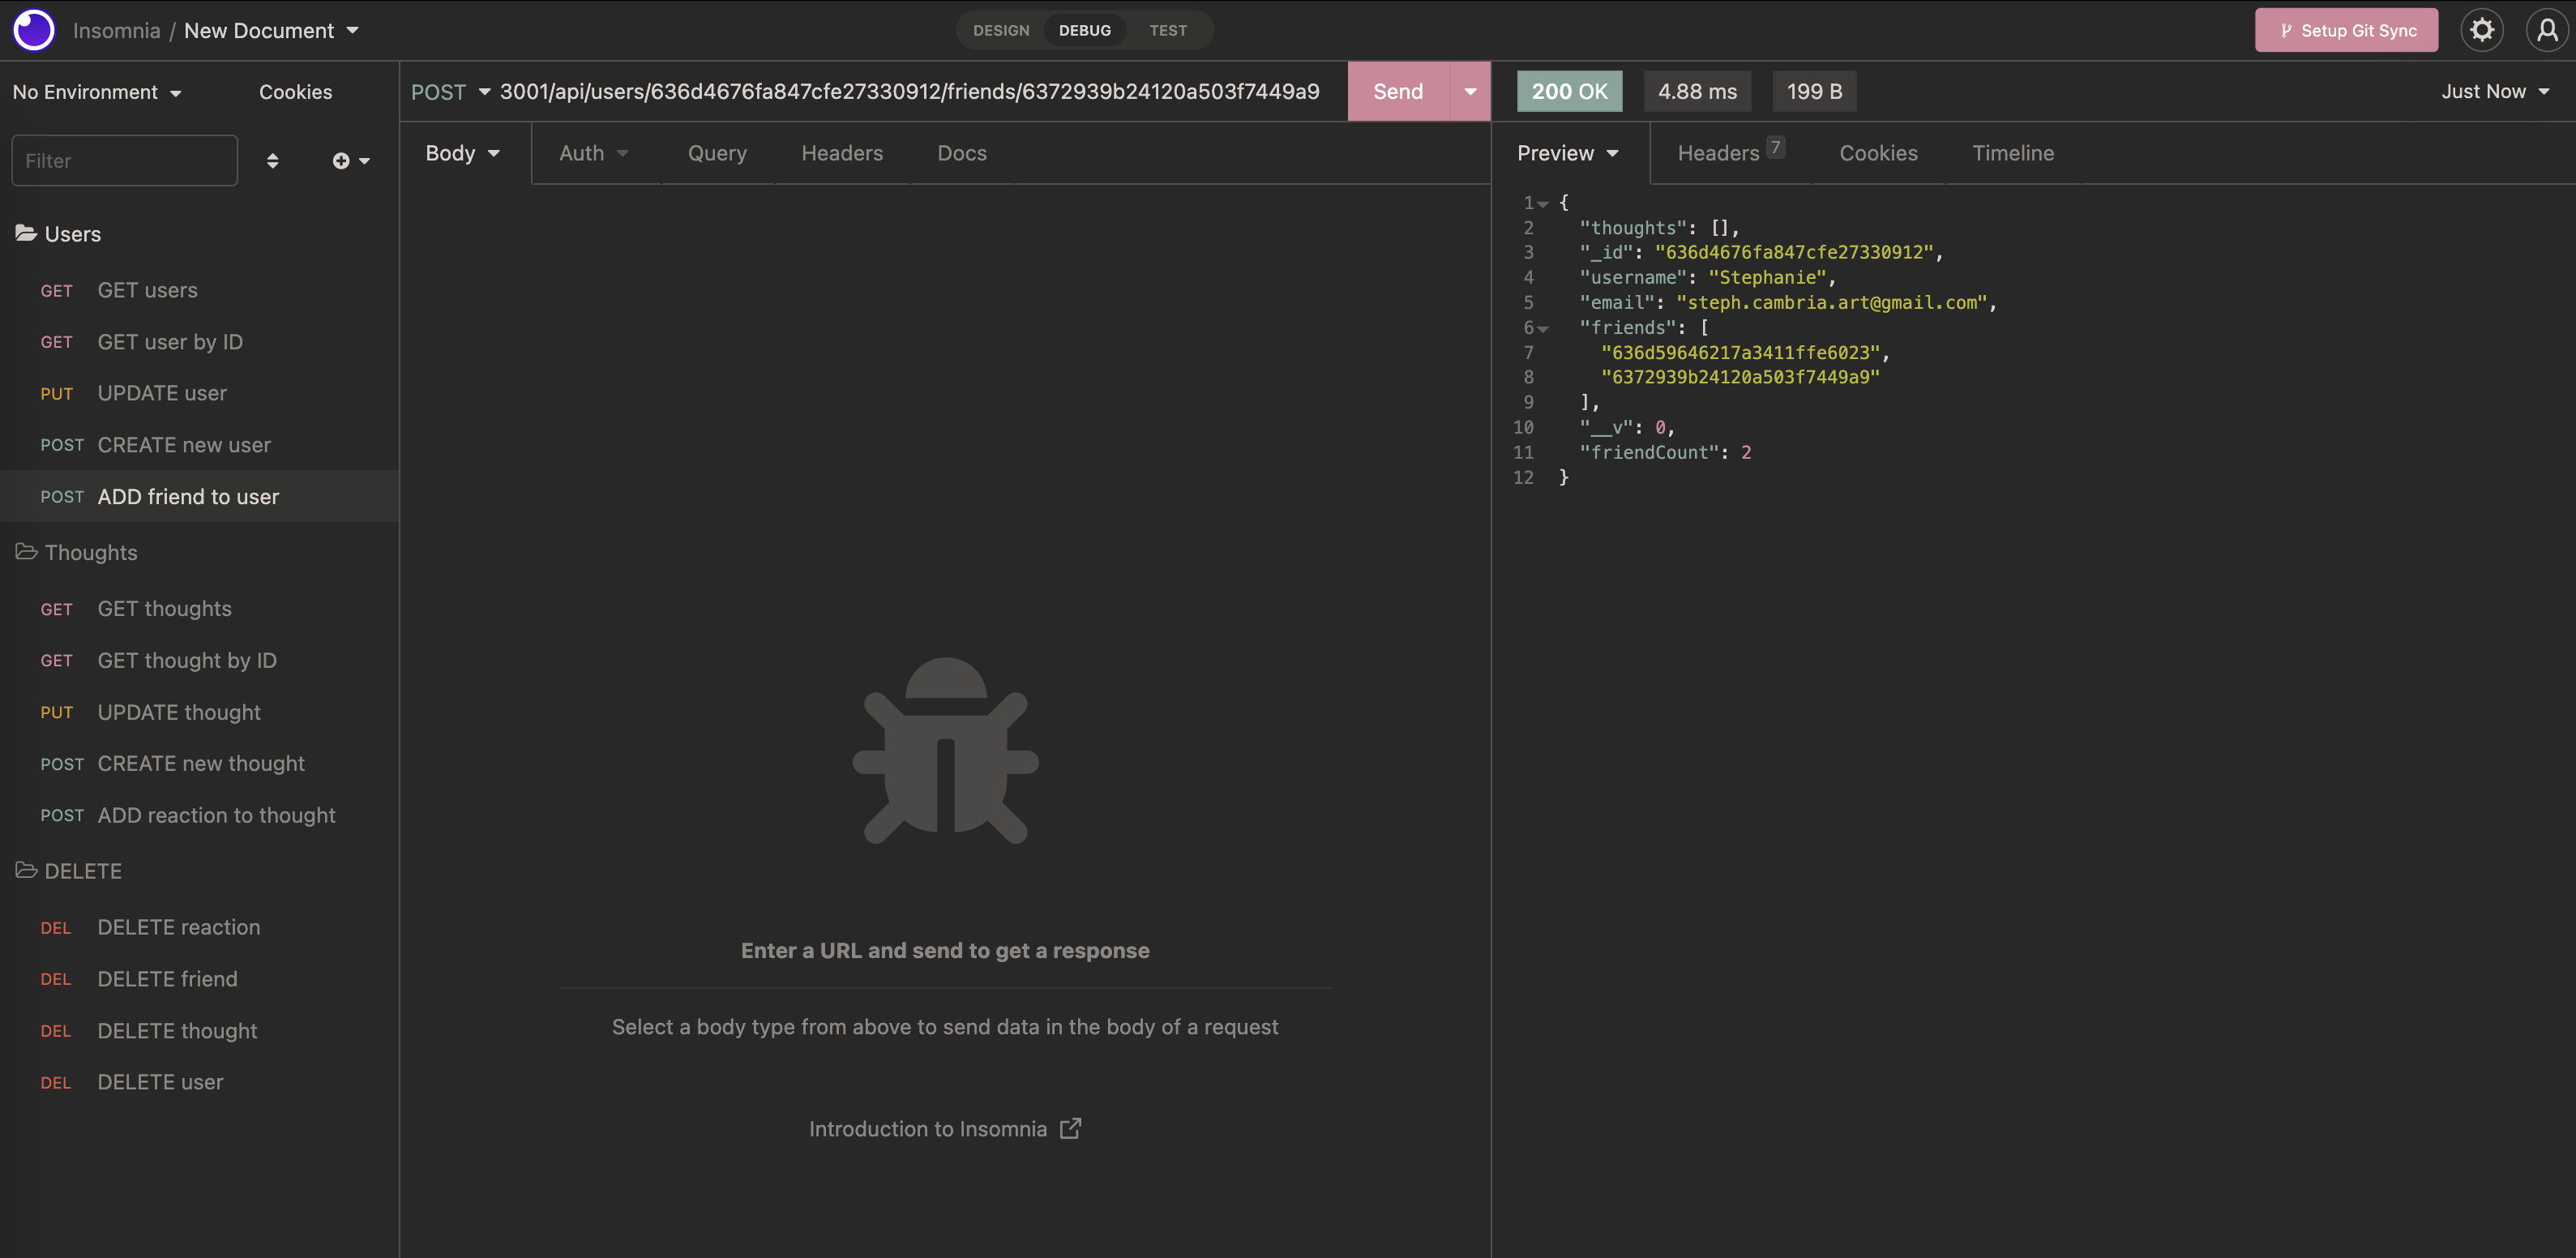 Insomnia / New Document
DESIGN DEBUG TEST
Setup Git Sync
No Environment Cookies
Filter
Users
GET GET users
GET GET user by ID
PUT UPDATE user
POST CREATE new user
POST ADD friend to user
Thoughts
GET GET thoughts
GET GET thought by ID
PUT UPDATE thought
POST CREATE new thought
POST ADD reaction to thought
DELETE
DEL DELETE reaction
DEL DELETE friend
DEL DELETE thought
DEL DELETE user
POST 3001/api/users/636d4676fa847cfe27330912/friends/6372939b24120a503f7449a9 Send
Body Auth Query Headers Docs
Enter a URL and send to get a response
Select a body type from above to send data in the body of a request
Introduction to Insomnia
200 OK 4.88 ms 199 B Just Now
Preview Headers 7 Cookies Timeline
1 {
2 "thoughts": [],
3 "_id": "636d4676fa847cfe27330912",
4 "username": "Stephanie",
5 "email": "steph.cambria.art@gmail.com",
6 "friends": [
7 "636d59646217a3411ffe6023",
8 "6372939b24120a503f7449a9"
9 ],
10 "__v": 0,
11 "friendCount": 2
12 }